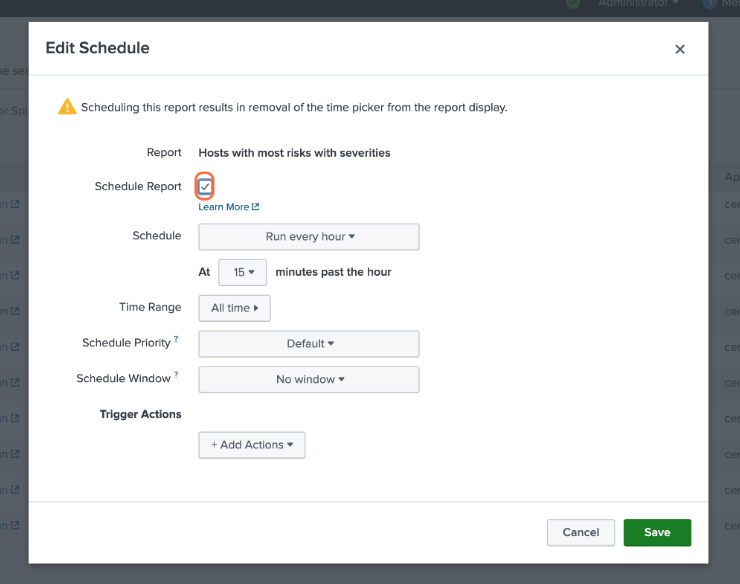 Administrator
Edit Schedule
Scheduling this report results in removal of the time picker from the report display.
Report Hosts with most risks with severities
Schedule Report
Learn More
Schedule Run every hour
At 15 minutes past the hour
Time Range All time
Schedule Priority ? Default
Schedule Window ? No window
Trigger Actions
+ Add Actions
Cancel Save